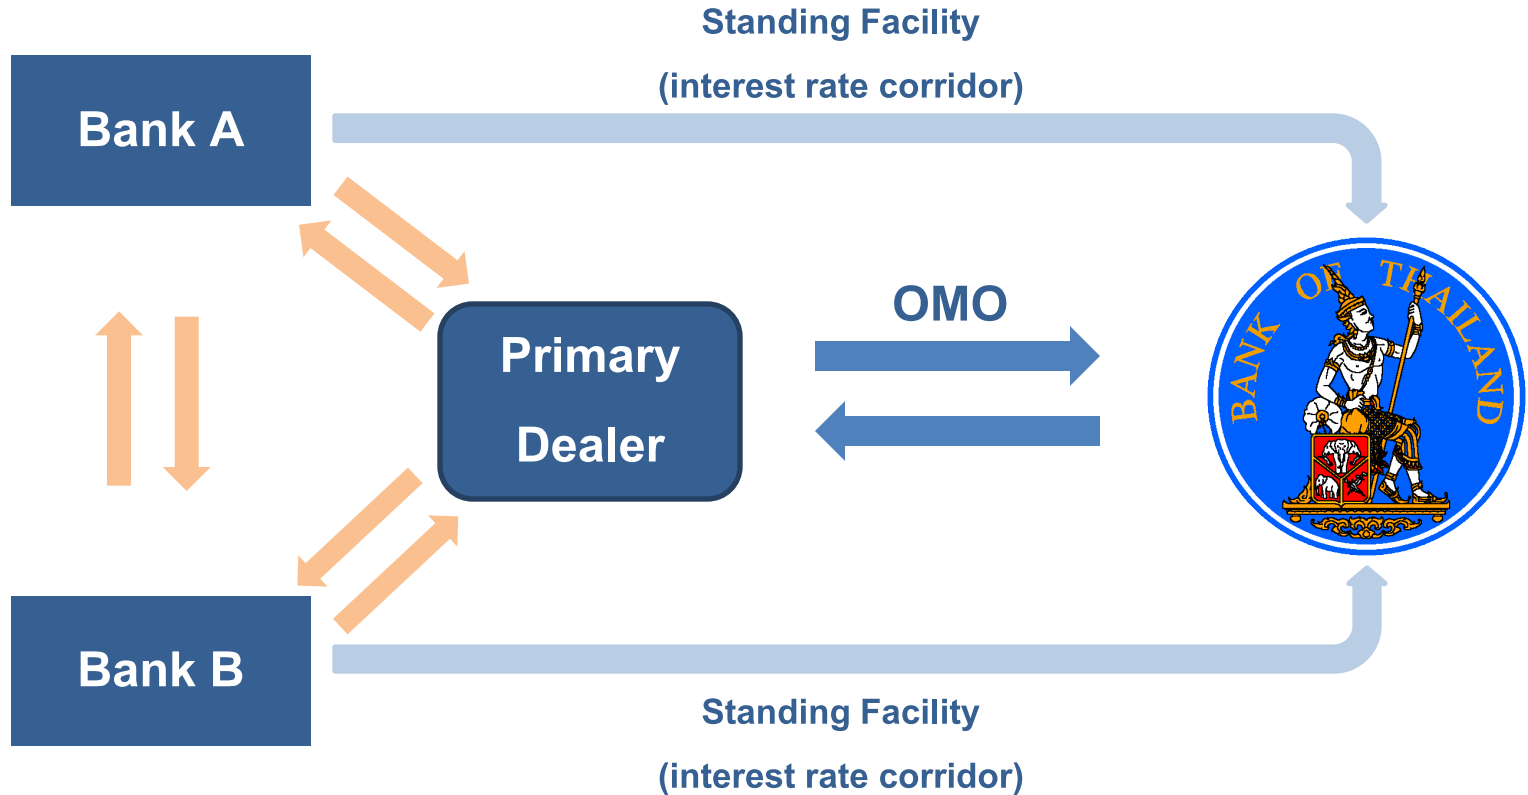 Standing Facility
(interest rate corridor)
Bank A
BANK OF THAILAND
OMO
Primary
Dealer
Bank B
Standing Facility
(interest rate corridor)